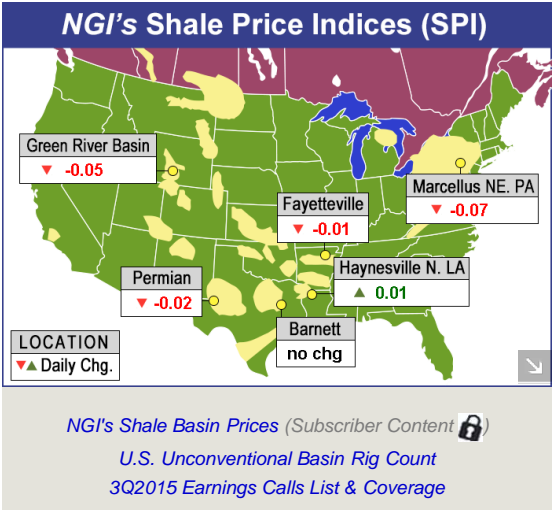 NGI's Shale Price Indices (SPI)
Green River Basin
▼ -0.05
Marcellus NE. PA
▼ -0.07
Fayetteville
▼ -0.01
Haynesville N. LA
▲ 0.01
Permian
▼ -0.02
Barnett
no chg
LOCATION
▼▲ Daily Chg.
NGI's Shale Basin Prices (Subscriber Content )
U.S. Unconventional Basin Rig Count
3Q2015 Earnings Calls List & Coverage